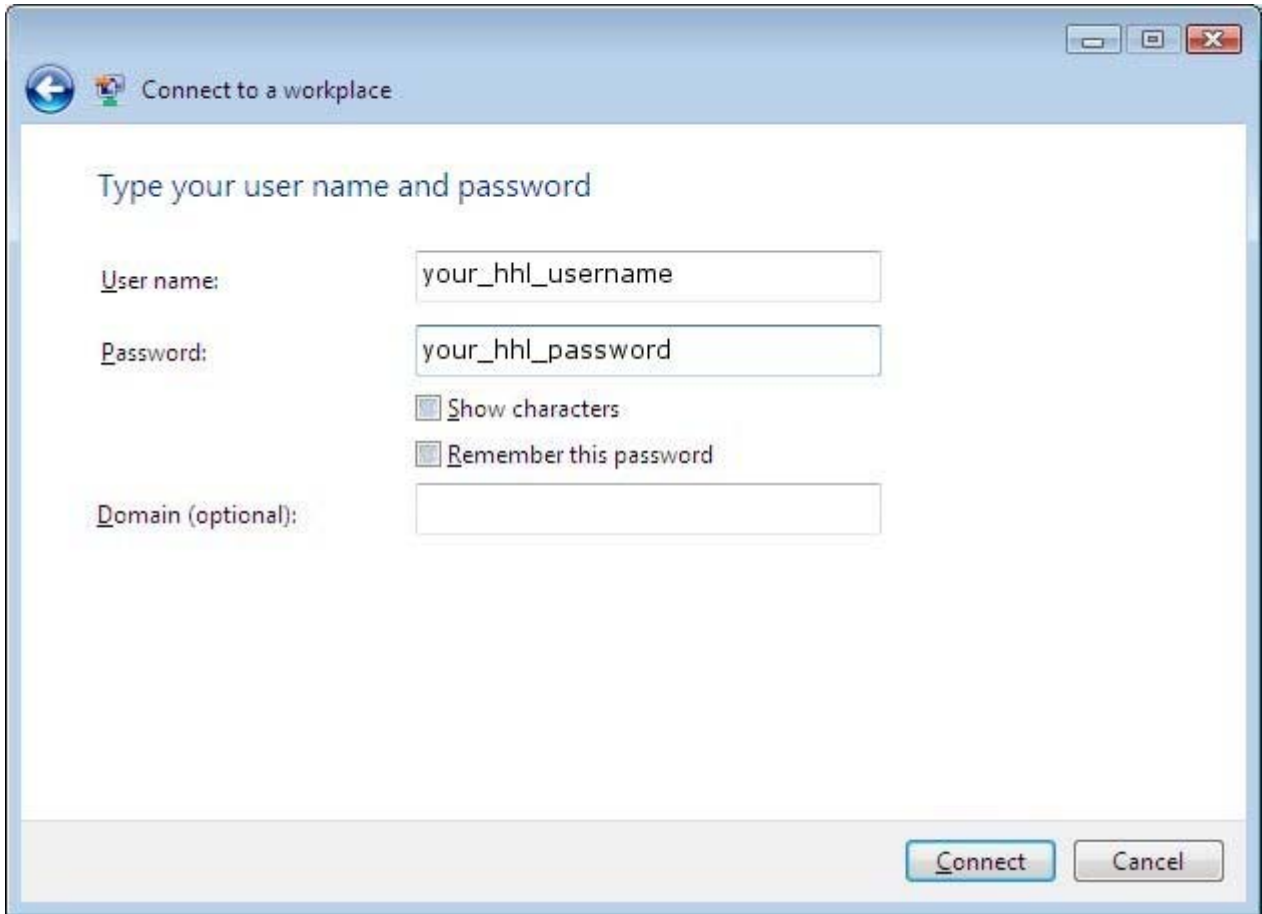 Connect to a workplace
Type your user name and password
User name:
your_hhl_username
Password:
your_hhl_password
Show characters
Remember this password
Domain (optional):
Connect
Cancel